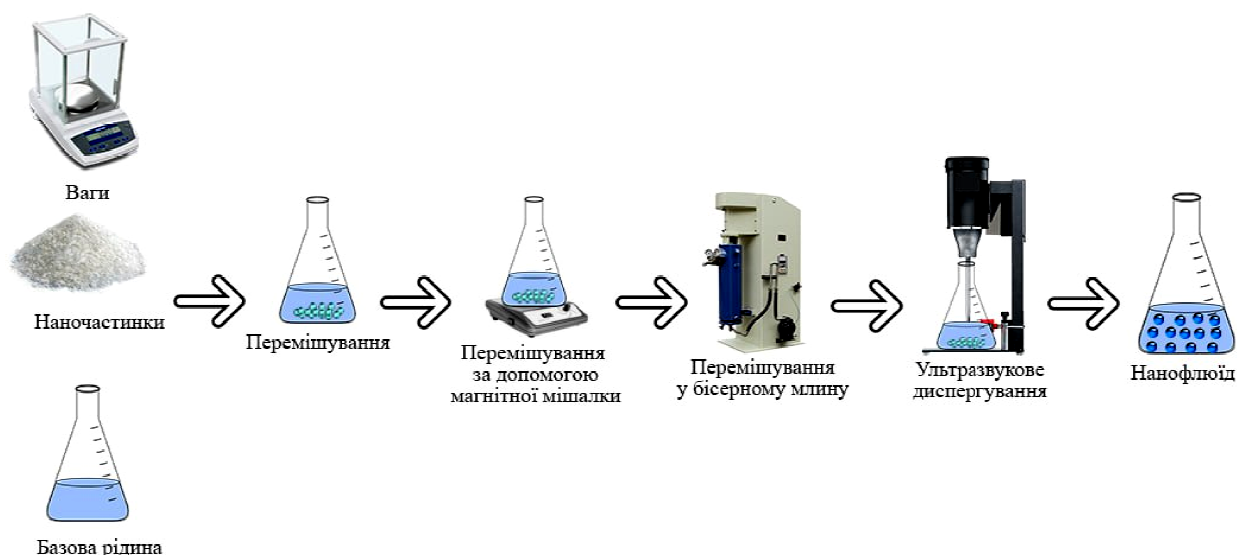 Ваги
Наночастинки
Базова рідина
Перемішування
Перемішування
за допомогою
магнітної мішалки
Перемішування
у бісерному млину
Ультразвукове
диспергування
Нанофлюїд